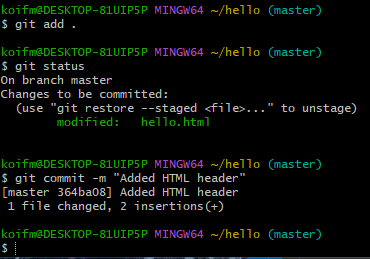 koifm@DESKTOP-81UIP5P MINGW64 ~/hello (master)
$ git add .
koifm@DESKTOP-81UIP5P MINGW64 ~/hello (master)
$ git status
On branch master
Changes to be committed:
  (use "git restore --staged <file>..." to unstage)
        modified:   hello.html
koifm@DESKTOP-81UIP5P MINGW64 ~/hello (master)
$ git commit -m "Added HTML header"
[master 364ba08] Added HTML header
 1 file changed, 2 insertions(+)
koifm@DESKTOP-81UIP5P MINGW64 ~/hello (master)
$